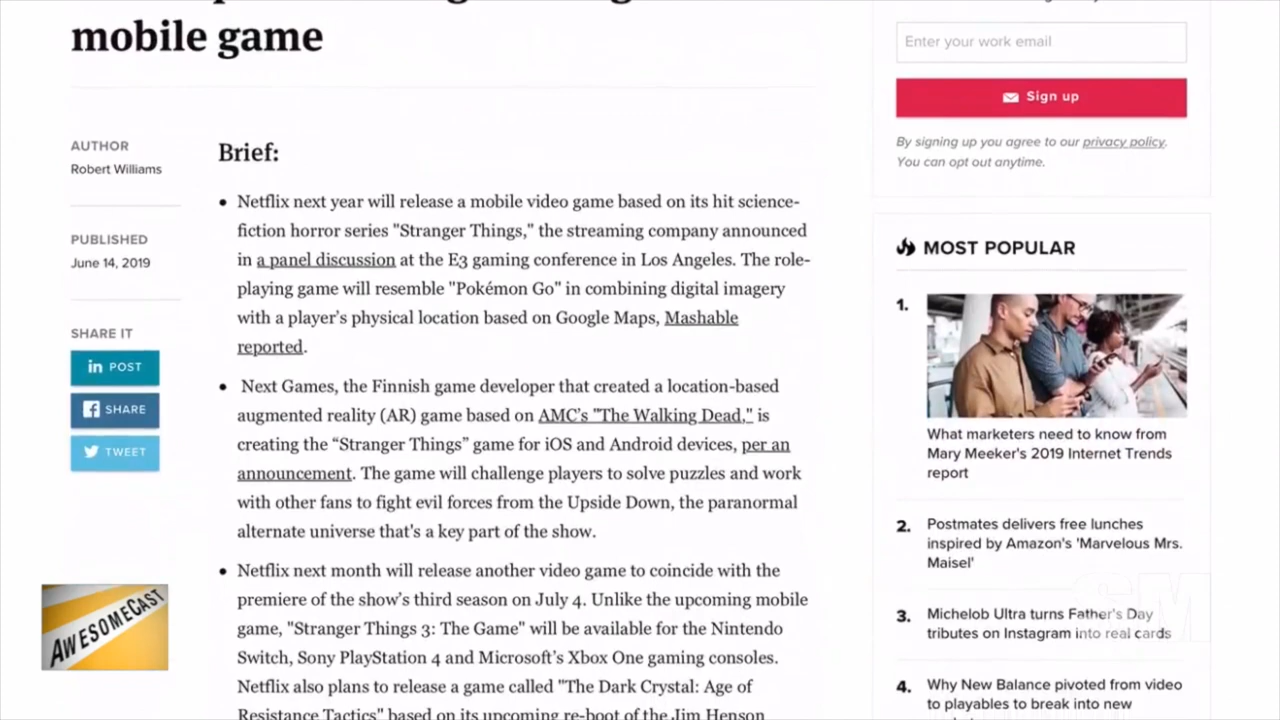 mobile game
AUTHOR
Robert Williams
PUBLISHED
June 14, 2019
SHARE IT
in POST
SHARE
TWEET
Brief:
• Netflix next year will release a mobile video game based on its hit science-
fiction horror series "Stranger Things," the streaming company announced
in a panel discussion at the E3 gaming conference in Los Angeles. The role-
playing game will resemble "Pokémon Go" in combining digital imagery
with a player's physical location based on Google Maps, Mashable
reported.
• Next Games, the Finnish game developer that created a location-based
augmented reality (AR) game based on AMC's "The Walking Dead," is
creating the “Stranger Things” game for iOS and Android devices, per an
announcement. The game will challenge players to solve puzzles and work
with other fans to fight evil forces from the Upside Down, the paranormal
alternate universe that's a key part of the show.
• Netflix next month will release another video game to coincide with the
premiere of the show's third season on July 4. Unlike the upcoming mobile
game, "Stranger Things 3: The Game" will be available for the Nintendo
Switch, Sony PlayStation 4 and Microsoft's Xbox One gaming consoles.
Netflix also plans to release a game called "The Dark Crystal: Age of
Resistance Tactics" based on its upcoming re-boot of the Jim Henson
Enter your work email
Sign up
By signing up you agree to our privacy policy.
You can opt out anytime.
MOST POPULAR
1.
What marketers need to know from
Mary Meeker's 2019 Internet Trends
report
2. Postmates delivers free lunches
inspired by Amazon's 'Marvelous Mrs.
Maisel'
3. Michelob Ultra turns Father's Day
tributes on Instagram into real cards
4. Why New Balance pivoted from video
to playables to break into new
AWESOMECAST
SM